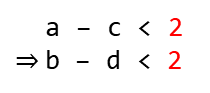 a – c < 2
⇒ b – d < 2